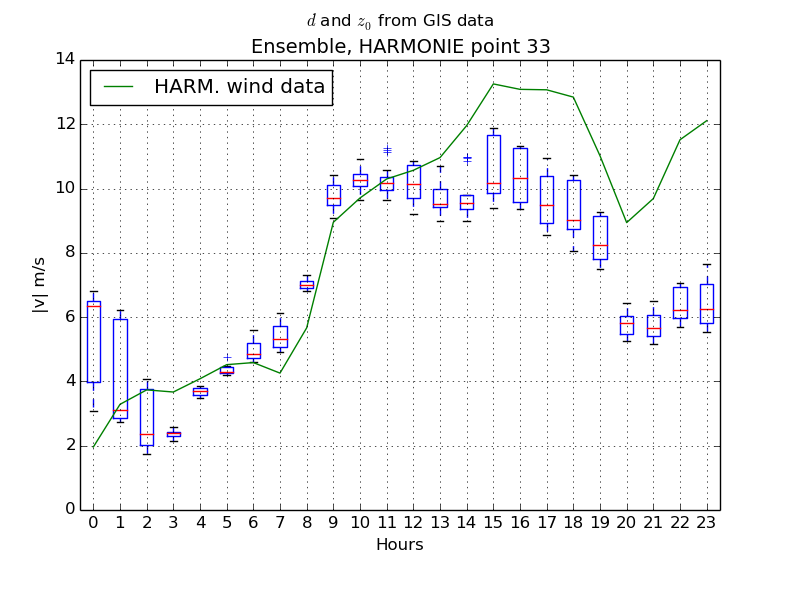 d and z₀ from GIS data
Ensemble, HARMONIE point 33
HARM. wind data
14
12
10
8
6
4
2
0
|v| m/s
0 1 2 3 4 5 6 7 8 9 10 11 12 13 14 15 16 17 18 19 20 21 22 23
Hours